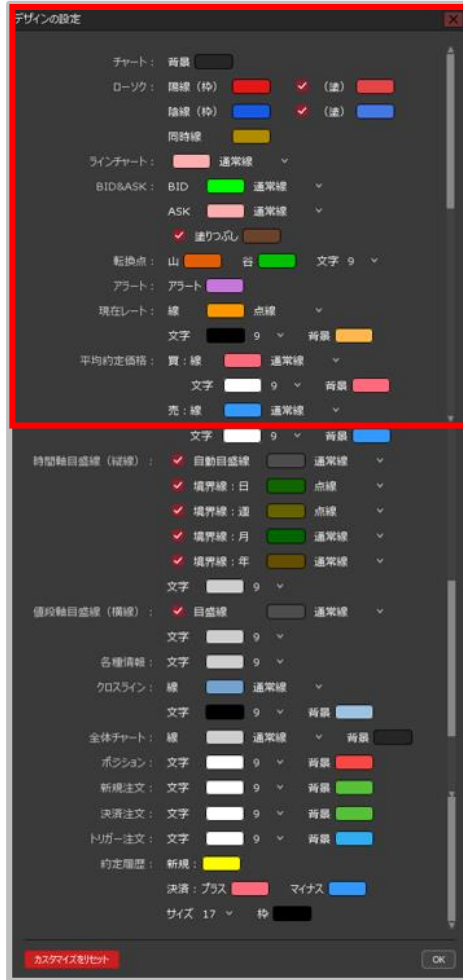 デザインの設定
チャート： 背景
ローソク： 陽線（枠） （塗）
陰線（枠） （塗）
同時線
ラインチャート： 通常線
BID&ASK： BID 通常線
ASK 通常線
塗りつぶし
転換点： 山 谷 文字 9
アラート： アラート
現在レート： 線 点線
文字 9 背景
平均約定価格： 買：線 通常線
文字 9 背景
売：線 通常線
文字 9 背景
時間軸目盛線（縦線）： 自動目盛線 通常線
境界線：日 点線
境界線：週 点線
境界線：月 通常線
境界線：年 通常線
文字 9
値段軸目盛線（横線）： 目盛線 通常線
文字 9
各種情報： 文字 9
クロスライン： 線 通常線
文字 9 背景
全体チャート： 線 通常線 背景
ポジション： 文字 9 背景
新規注文： 文字 9 背景
決済注文： 文字 9 背景
トリガー注文： 文字 9 背景
約定履歴： 新規：
決済：プラス マイナス
サイズ 17 枠
カスタマイズをリセット OK